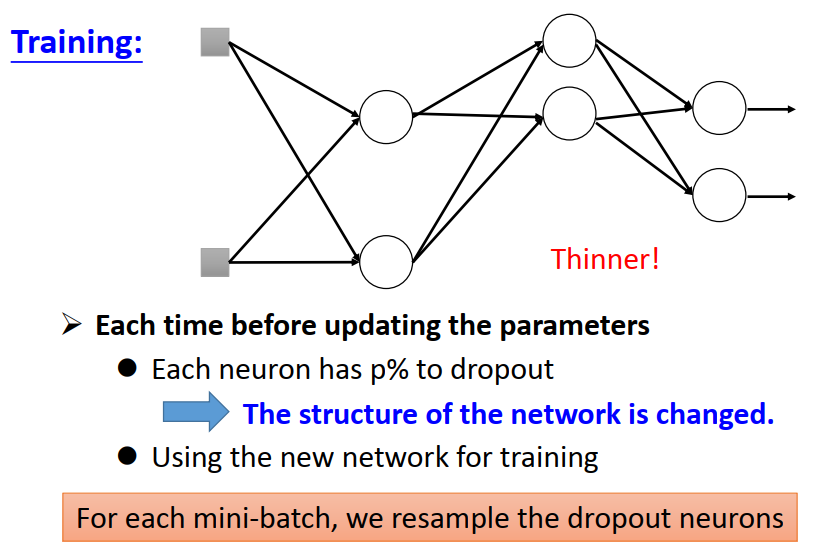 Training:
Thinner!
Each time before updating the parameters
Each neuron has p% to dropout
The structure of the network is changed.
Using the new network for training
For each mini-batch, we resample the dropout neurons